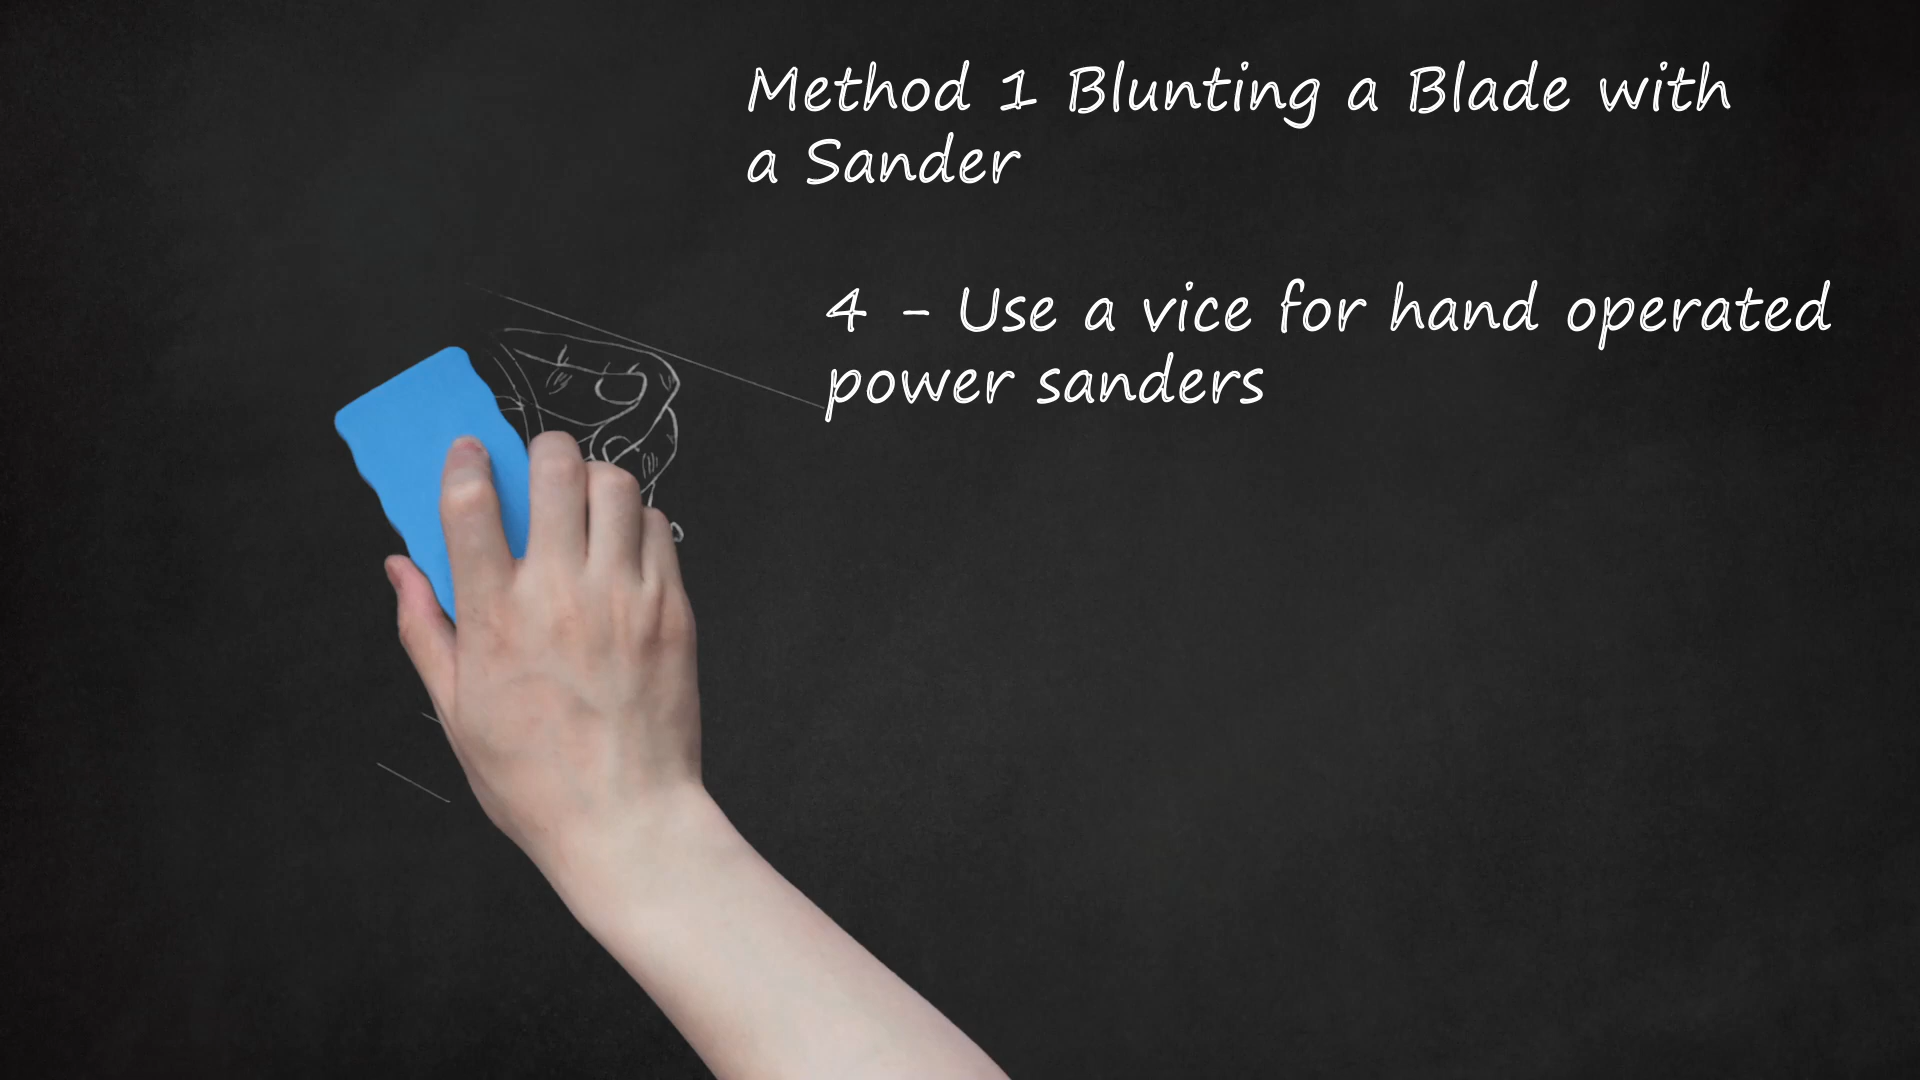 Method 1 Blunting a Blade with
a Sander
4 - Use a vice for hand operated
power sanders